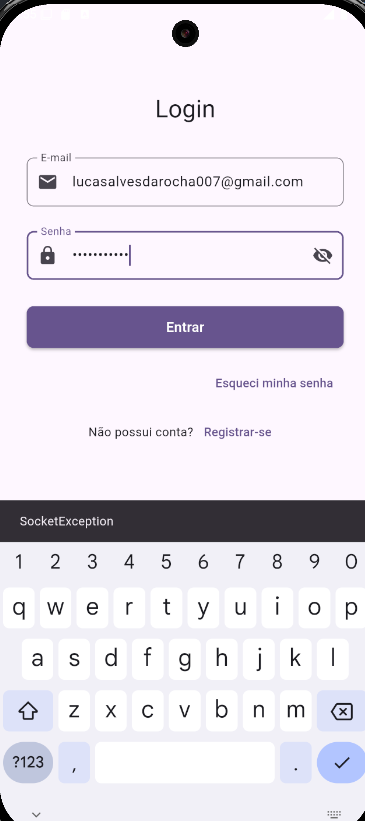 Login
E-mail
lucasalvesdarocha007@gmail.com
Senha
•••••••••••
Entrar
Esqueci minha senha
Não possui conta? Registrar-se
SocketException
1 2 3 4 5 6 7 8 9 0
q w e r t y u i o p
a s d f g h j k l
z x c v b n m
?123 , .